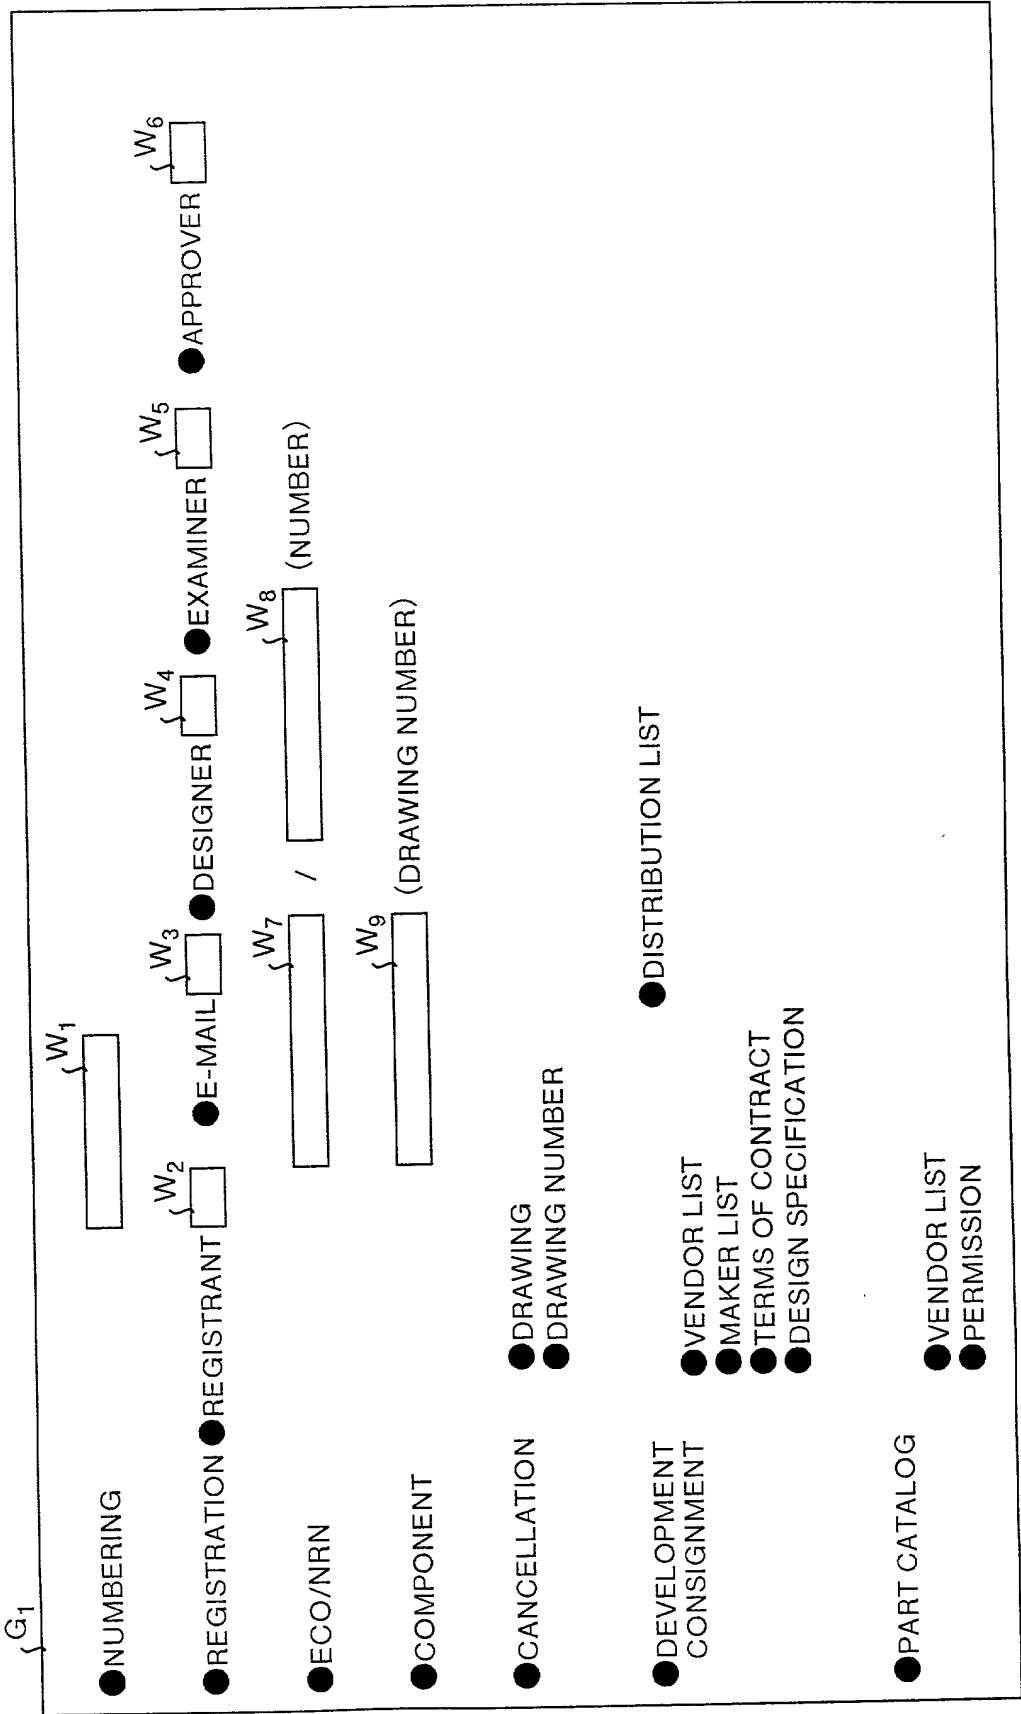 G1
W1
●NUMBERING
W2 W3 W4 W5 W6
●REGISTRATION ●REGISTRANT ●E-MAIL ●DESIGNER ●EXAMINER ●APPROVER
W7 W8
●ECO/NRN / (NUMBER)
W9
●COMPONENT (DRAWING NUMBER)
●CANCELLATION ●DRAWING
●DRAWING NUMBER
●DEVELOPMENT ●DISTRIBUTION LIST
CONSIGNMENT ●VENDOR LIST
●MAKER LIST
●TERMS OF CONTRACT
●DESIGN SPECIFICATION
●PART CATALOG ●VENDOR LIST
●PERMISSION